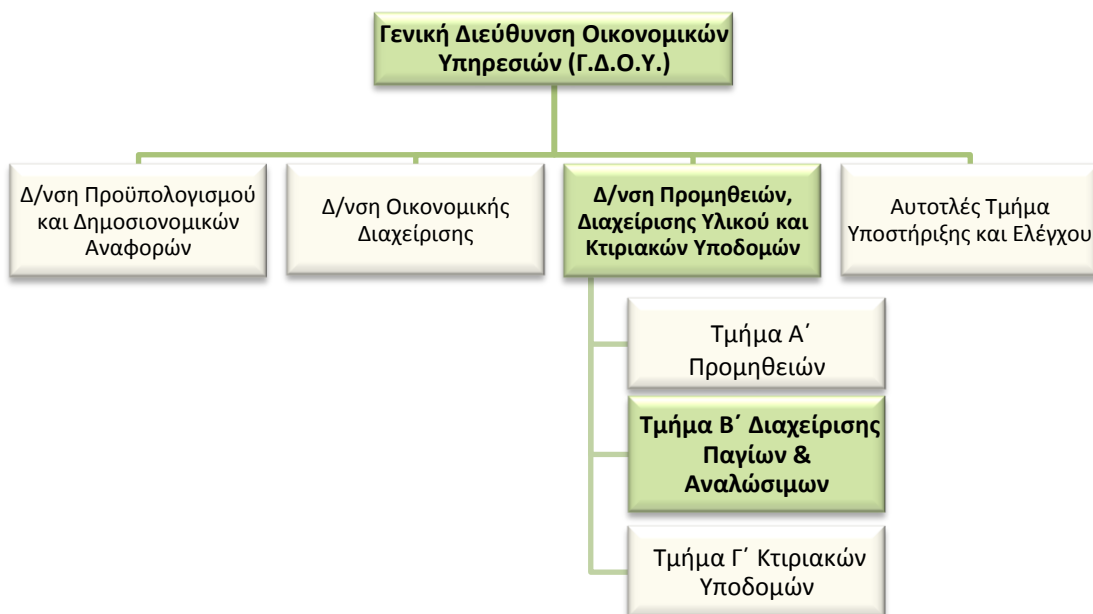 Γενική Διεύθυνση Οικονομικών
Υπηρεσιών (Γ.Δ.Ο.Υ.)
Δ/νση Προϋπολογισμού
και Δημοσιονομικών
Αναφορών
Δ/νση Οικονομικής
Διαχείρισης
Δ/νση Προμηθειών,
Διαχείρισης Υλικού και
Κτιριακών Υποδομών
Αυτοτλές Τμήμα
Υποστήριξης και Ελέγχου
Τμήμα Α΄
Προμηθειών
Τμήμα Β΄ Διαχείρισης
Παγίων &
Αναλώσιμων
Τμήμα Γ΄ Κτιριακών
Υποδομών